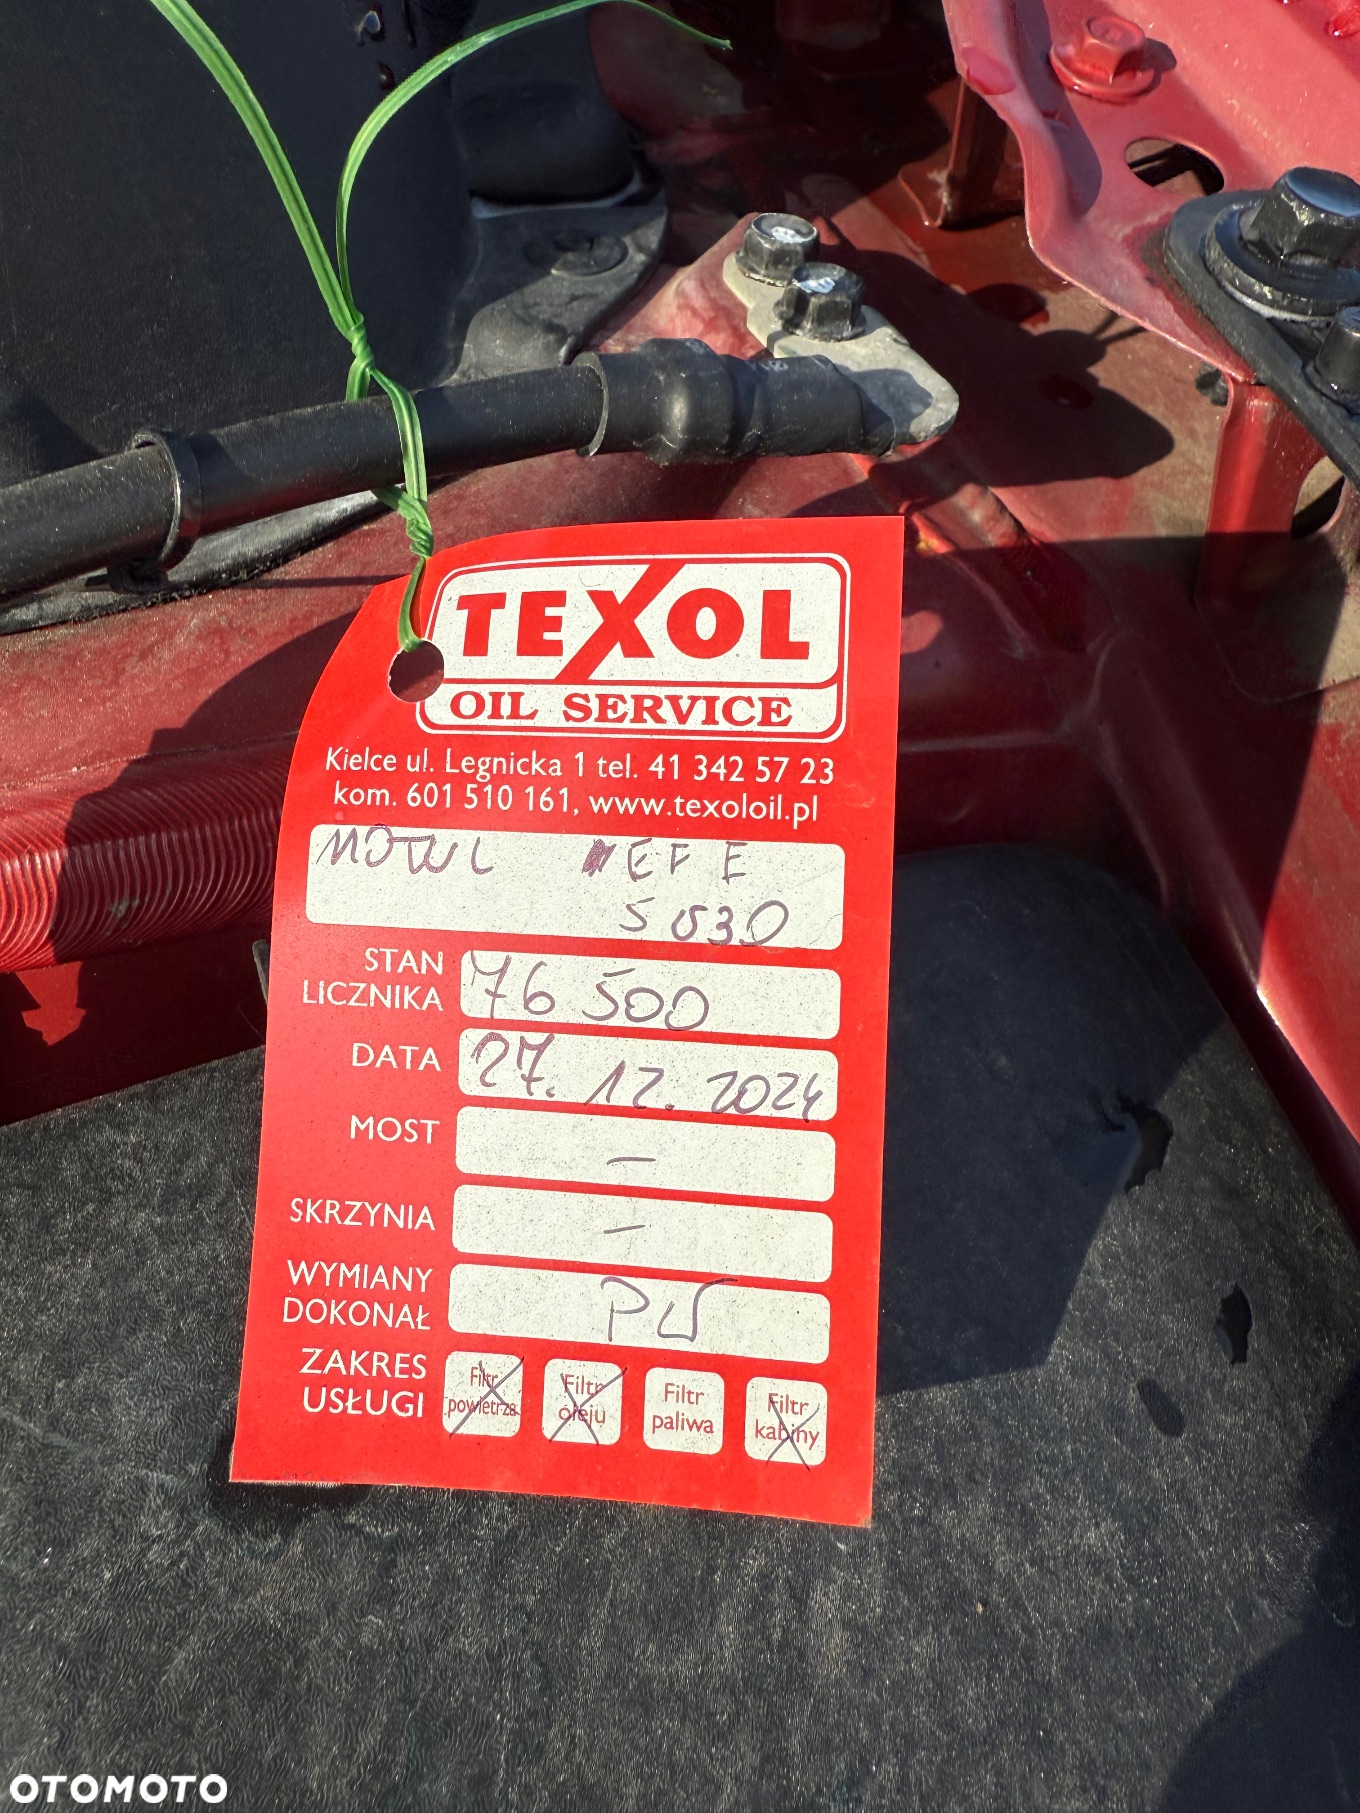 TEXOL
OIL SERVICE
Kielce ul. Legnicka 1 tel. 41 342 57 23
kom. 601 510 161, www.texoloil.pl
MOTUL EFE
5W30
STAN LICZNIKA 76 500
DATA 27.12.2024
MOST –
SKRZYNIA –
WYMIANY DOKONAŁ PW
ZAKRES USŁUGI
Filtr powietrza
Filtr oleju
Filtr paliwa
Filtr kabiny
OTOMOTO